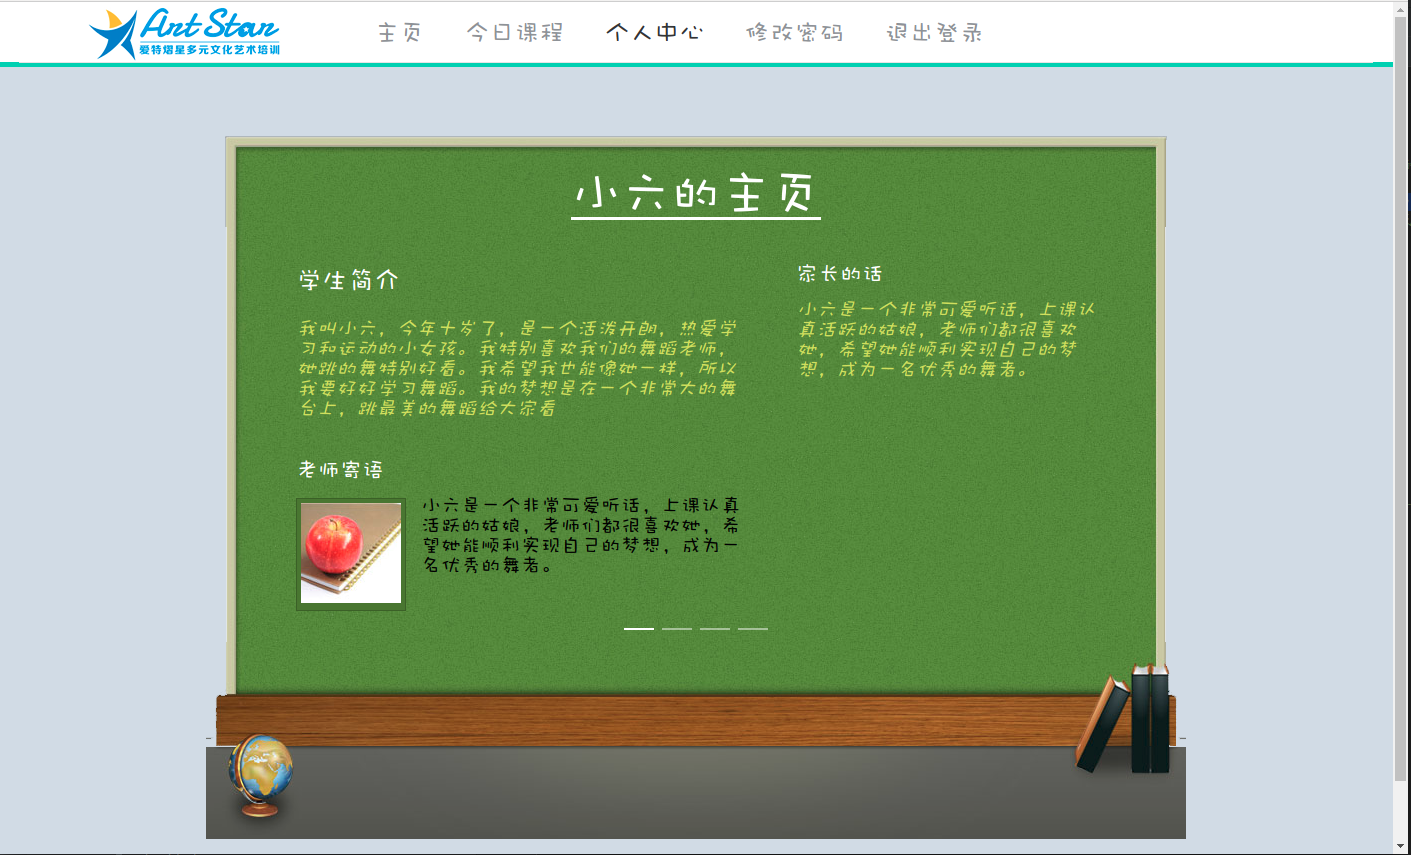 Ant Star
爱特熠星多元文化艺术培训
主页 今日课程 个人中心 修改密码 退出登录
小六的主页
学生简介
我叫小六，今年十岁了，是一个活泼开朗，热爱学
习和运动的小女孩。我特别喜欢我们的舞蹈老师，
她跳的舞特别好看。我希望我也能像她一样，所以
我要好好学习舞蹈。我的梦想是在一个非常大的舞
台上，跳最美的舞蹈给大家看
家长的话
小六是一个非常可爱听话，上课认
真活跃的姑娘，老师们都很喜欢
她，希望她能顺利实现自己的梦
想，成为一名优秀的舞者。
老师寄语
小六是一个非常可爱听话，上课认真
活跃的姑娘，老师们都很喜欢她，希
望她能顺利实现自己的梦想，成为一
名优秀的舞者。